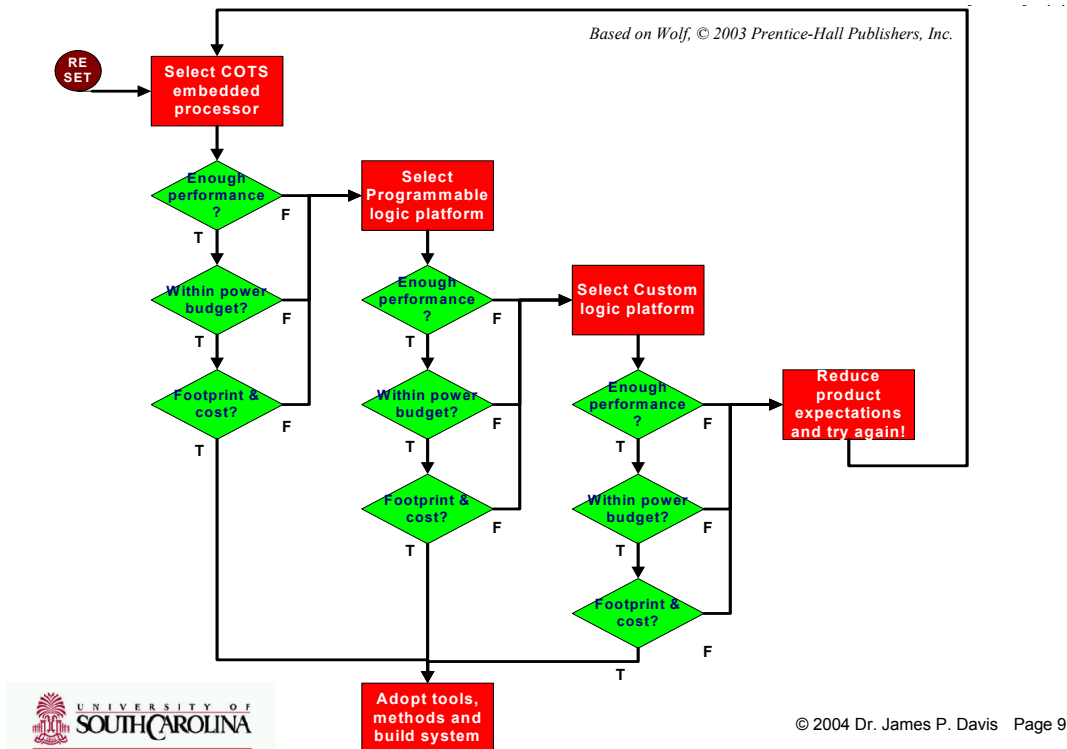 Based on Wolf, © 2003 Prentice-Hall Publishers, Inc.
RE
SET
Select COTS
embedded
processor
Enough
performance
?
F
T
Within power
budget?
F
T
Footprint &
cost?
F
T
Select
Programmable
logic platform
Enough
performance
?
F
T
Within power
budget?
F
T
Footprint &
cost?
F
T
Select Custom
logic platform
Enough
performance
?
F
T
Within power
budget?
F
T
Footprint &
cost?
F
T
Reduce
product
expectations
and try again!
Adopt tools,
methods and
build system
UNIVERSITY OF
SOUTH CAROLINA
© 2004 Dr. James P. Davis Page 9